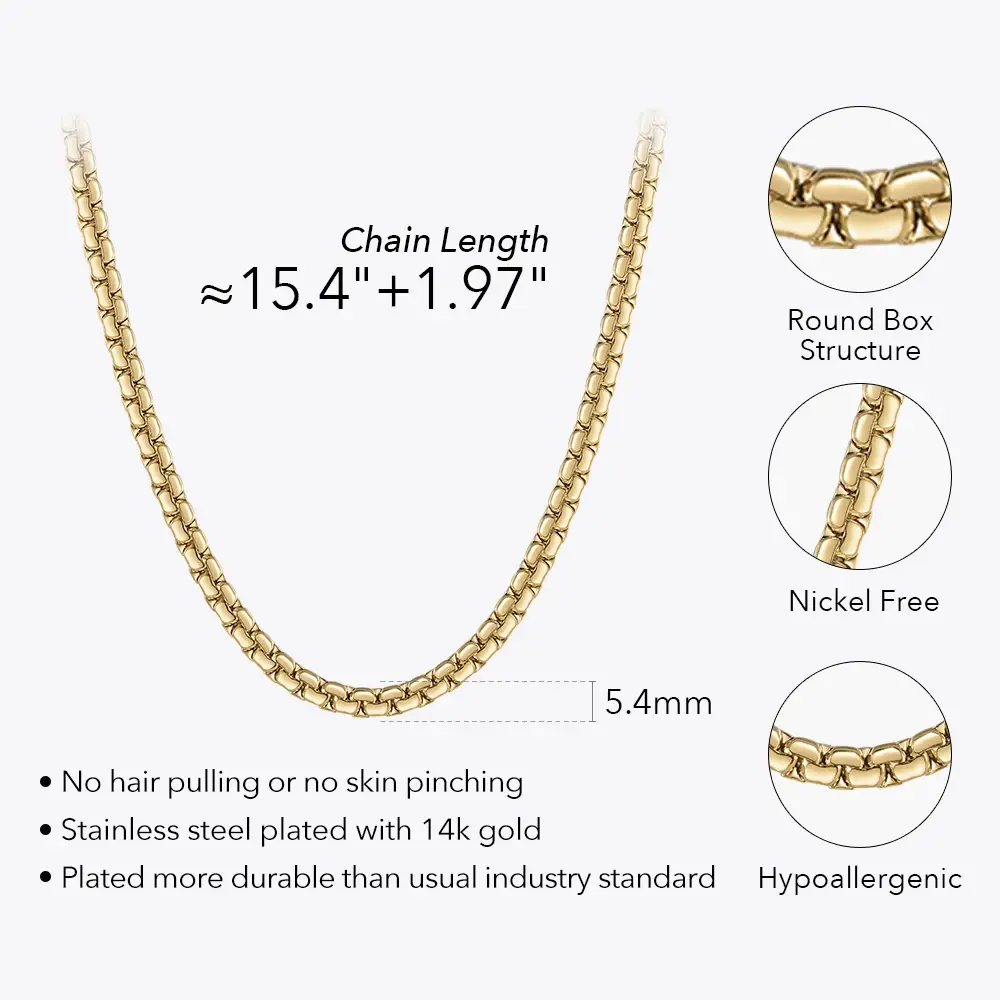 Chain Length
≈15.4"+1.97"
Round Box
Structure
Nickel Free
5.4mm
• No hair pulling or no skin pinching
• Stainless steel plated with 14k gold
• Plated more durable than usual industry standard
Hypoallergenic